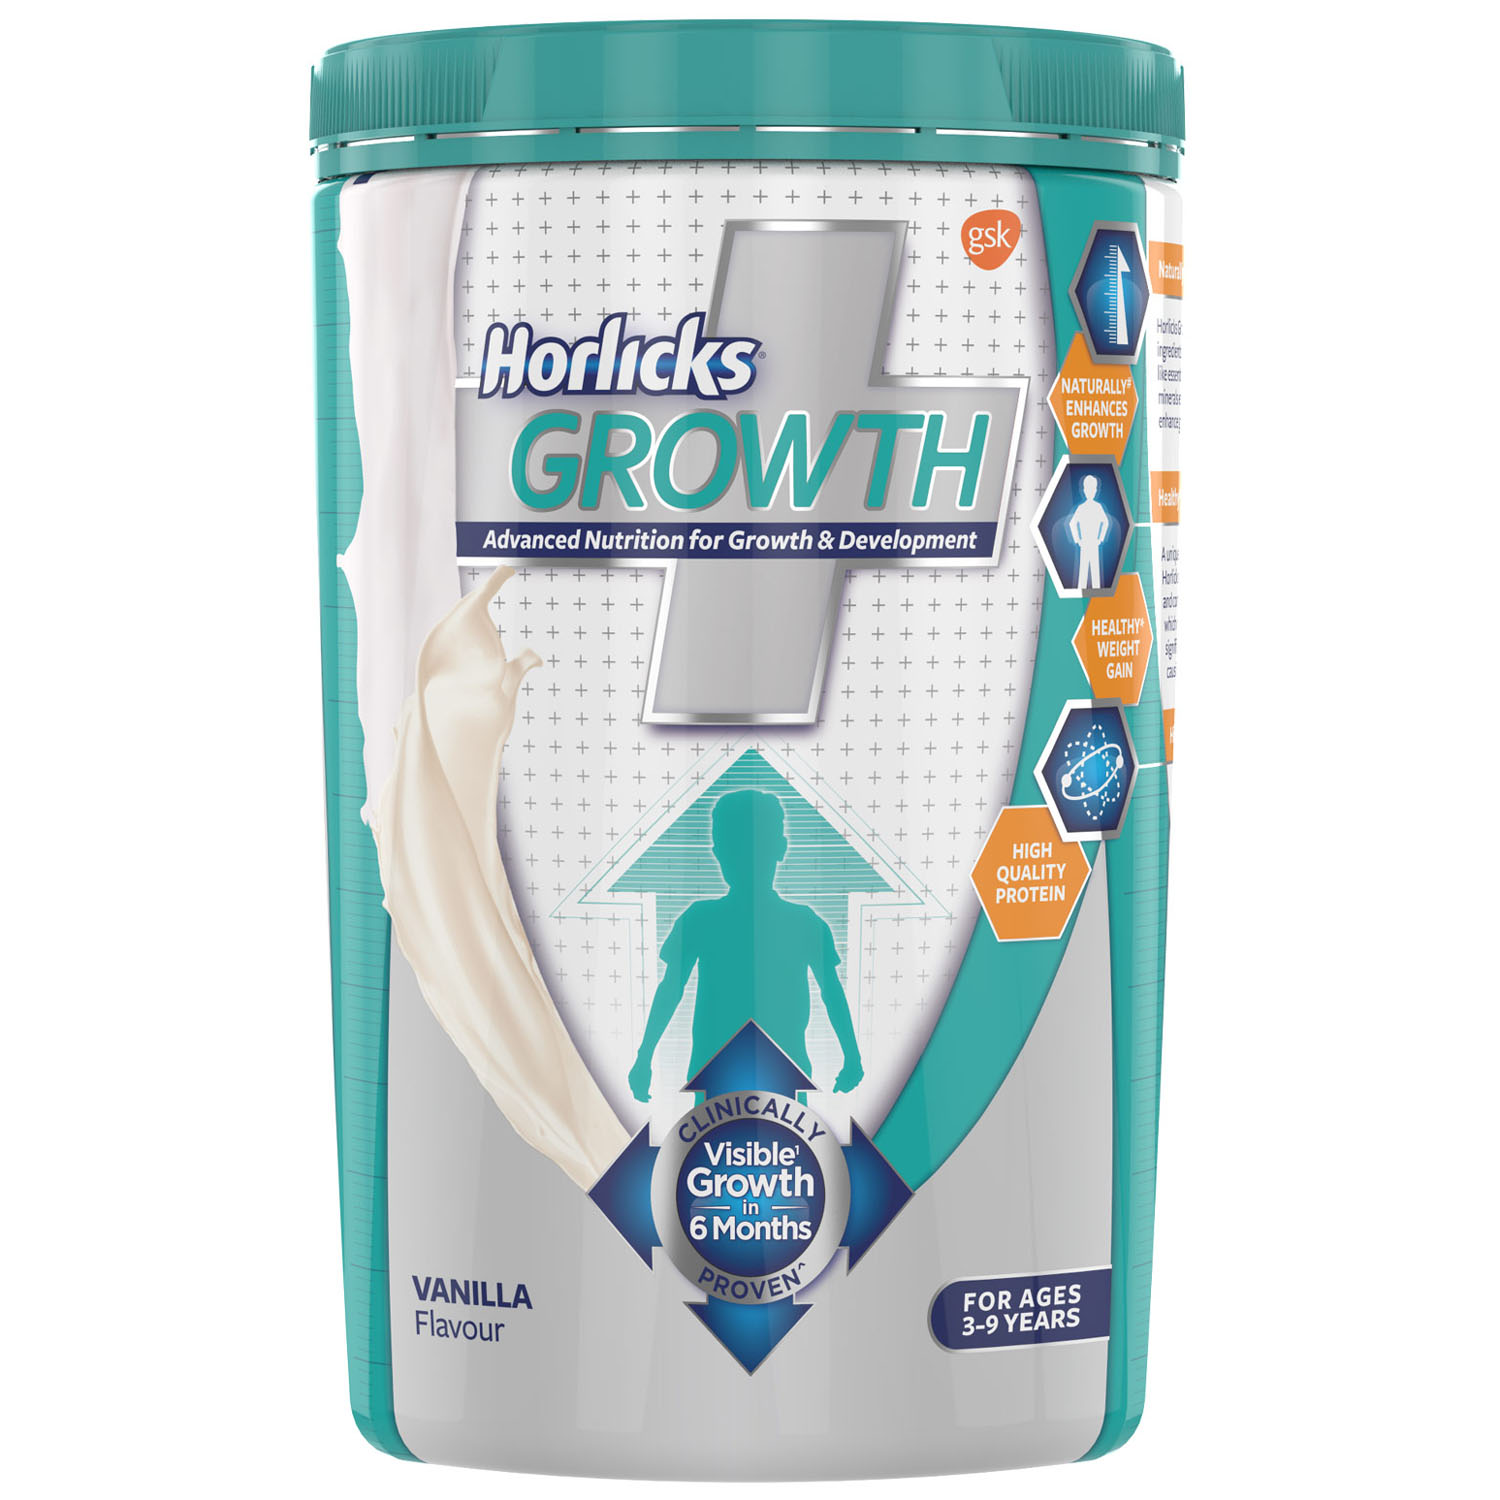 gsk
Horlicks®
GROWTH
Advanced Nutrition for Growth & Development
NATURALLY#
ENHANCES
GROWTH
HEALTHY*
WEIGHT
GAIN
HIGH
QUALITY
PROTEIN
CLINICALLY
Visible¹
Growth
in
6 Months
PROVEN^
VANILLA
Flavour
FOR AGES
3-9 YEARS